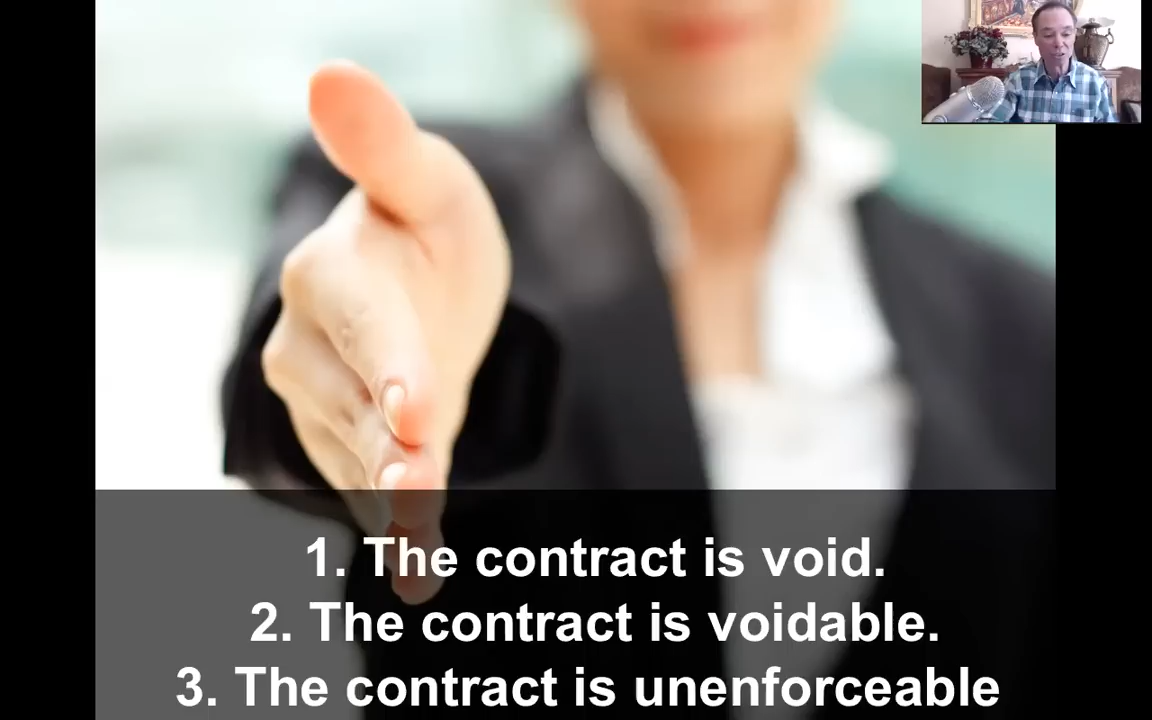 1. The contract is void.
2. The contract is voidable.
3. The contract is unenforceable